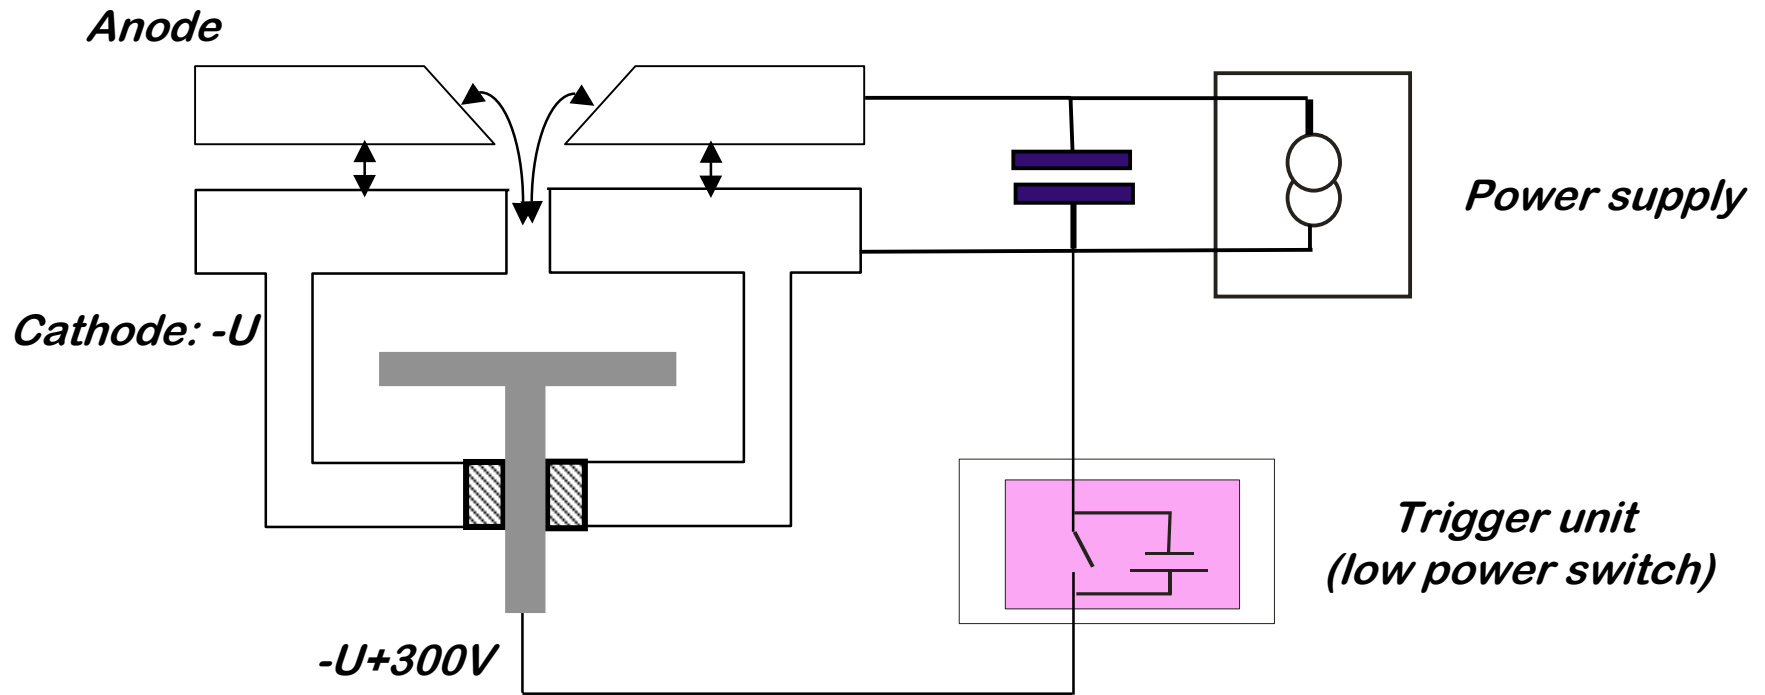 Anode
Power supply
Cathode: -U
Trigger unit
(low power switch)
-U+300V